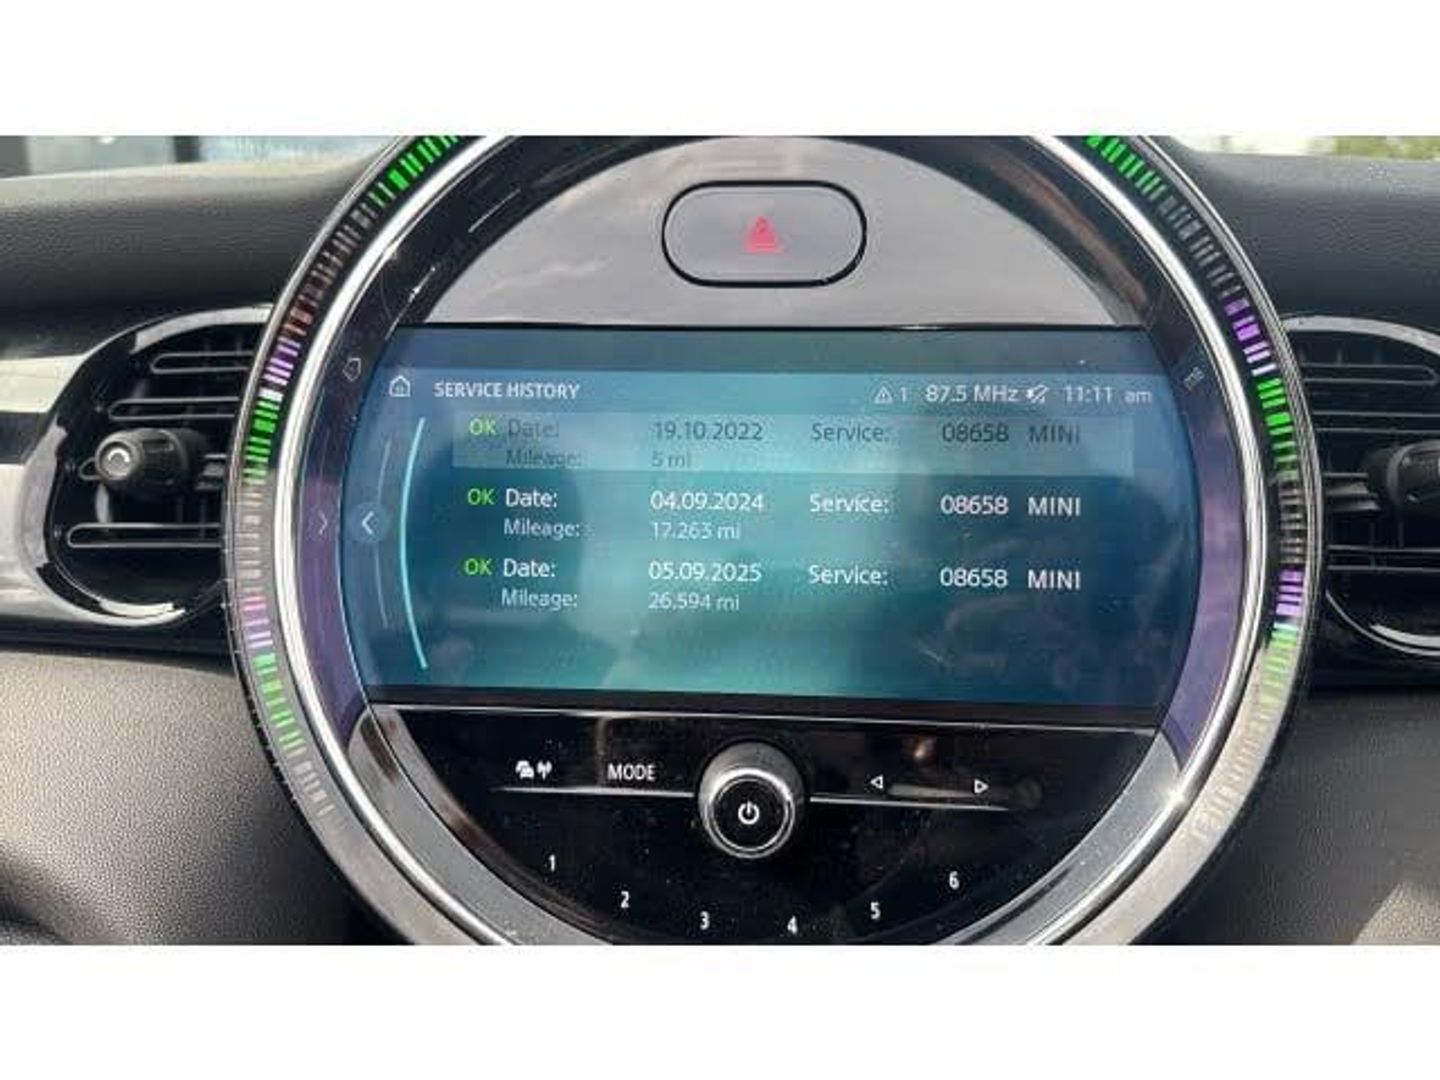 SERVICE HISTORY 1 87.5 MHz 11:11 am
OK Date: 19.10.2022 Service: 08658 MINI
Mileage: 5 mi
OK Date: 04.09.2024 Service: 08658 MINI
Mileage: 17.263 mi
OK Date: 05.09.2025 Service: 08658 MINI
Mileage: 26.594 mi
MODE
1 2 3 4 5 6